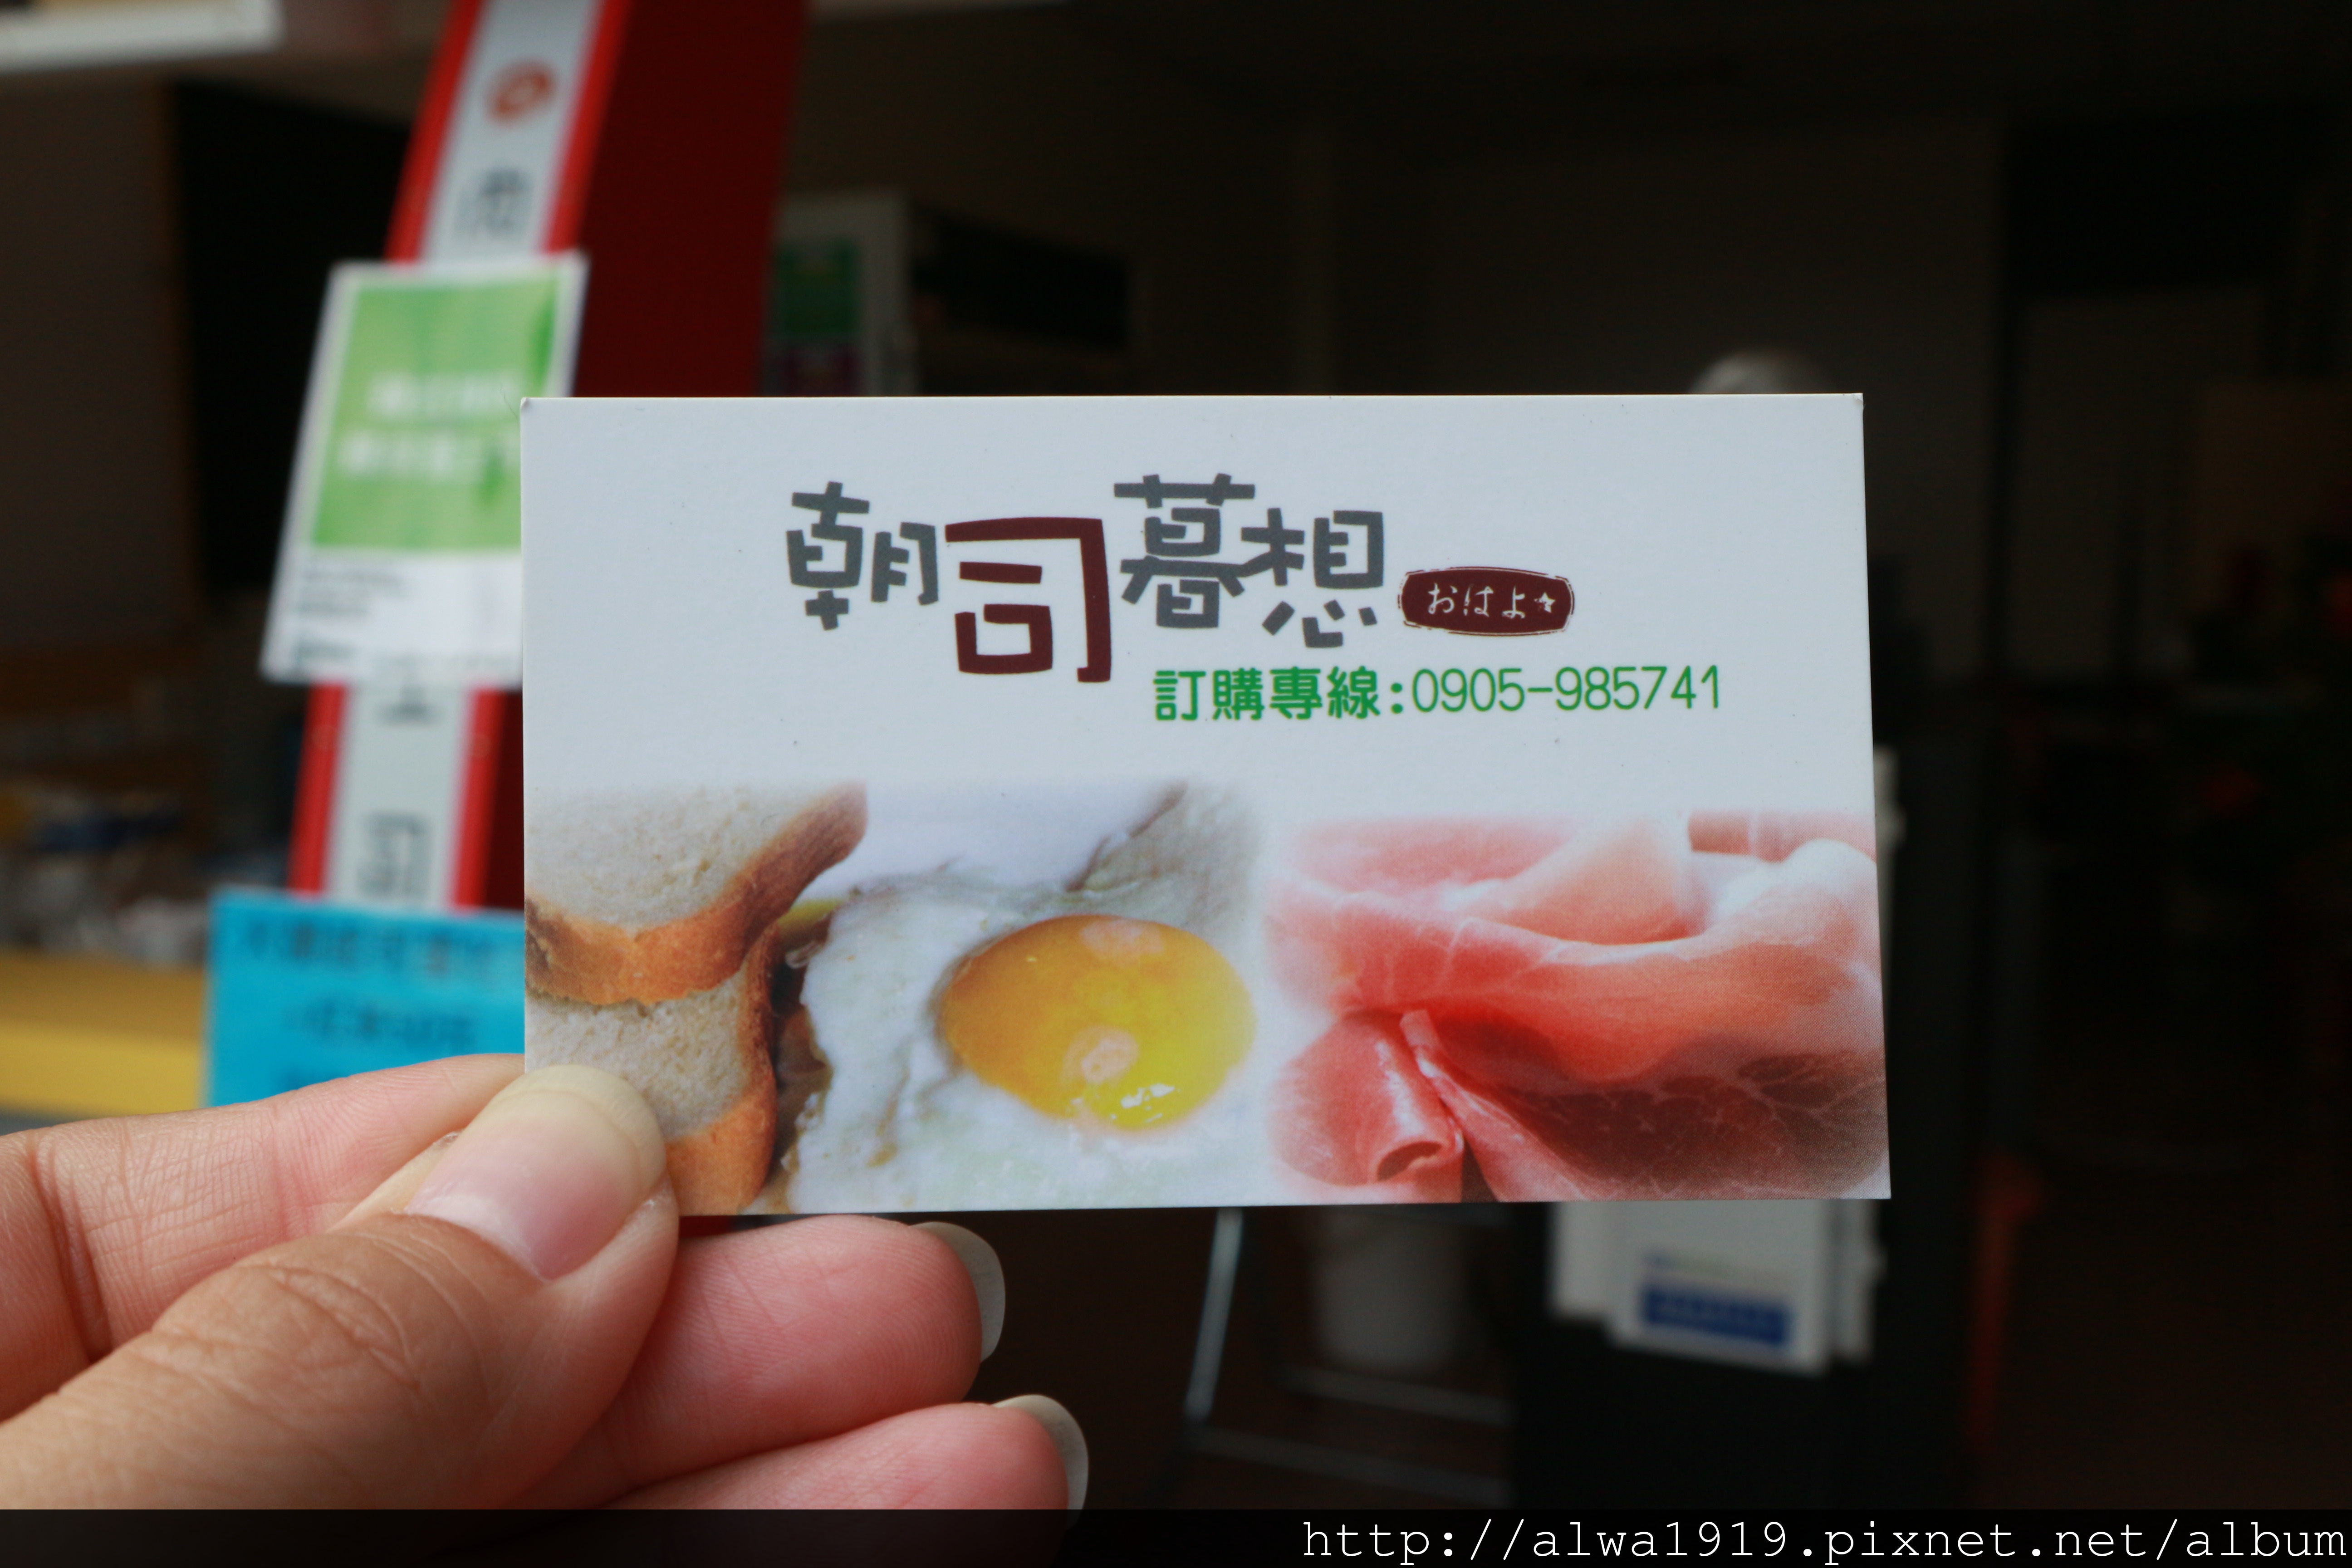 朝司暮想 おはよ
訂購專線:0905-985741
http://alwa1919.pixnet.net/album